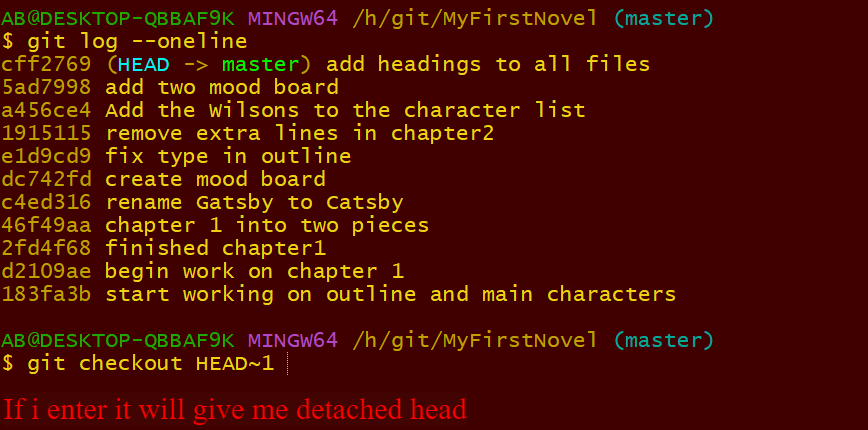 AB@DESKTOP-QBBAF9K MINGW64 /h/git/MyFirstNovel (master)
$ git log --oneline
cff2769 (HEAD -> master) add headings to all files
5ad7998 add two mood board
a456ce4 Add the Wilsons to the character list
1915115 remove extra lines in chapter2
e1d9cd9 fix type in outline
dc742fd create mood board
c4ed316 rename Gatsby to Catsby
46f49aa chapter 1 into two pieces
2fd4f68 finished chapter1
d2109ae begin work on chapter 1
183fa3b start working on outline and main characters
AB@DESKTOP-QBBAF9K MINGW64 /h/git/MyFirstNovel (master)
$ git checkout HEAD~1
If i enter it will give me detached head